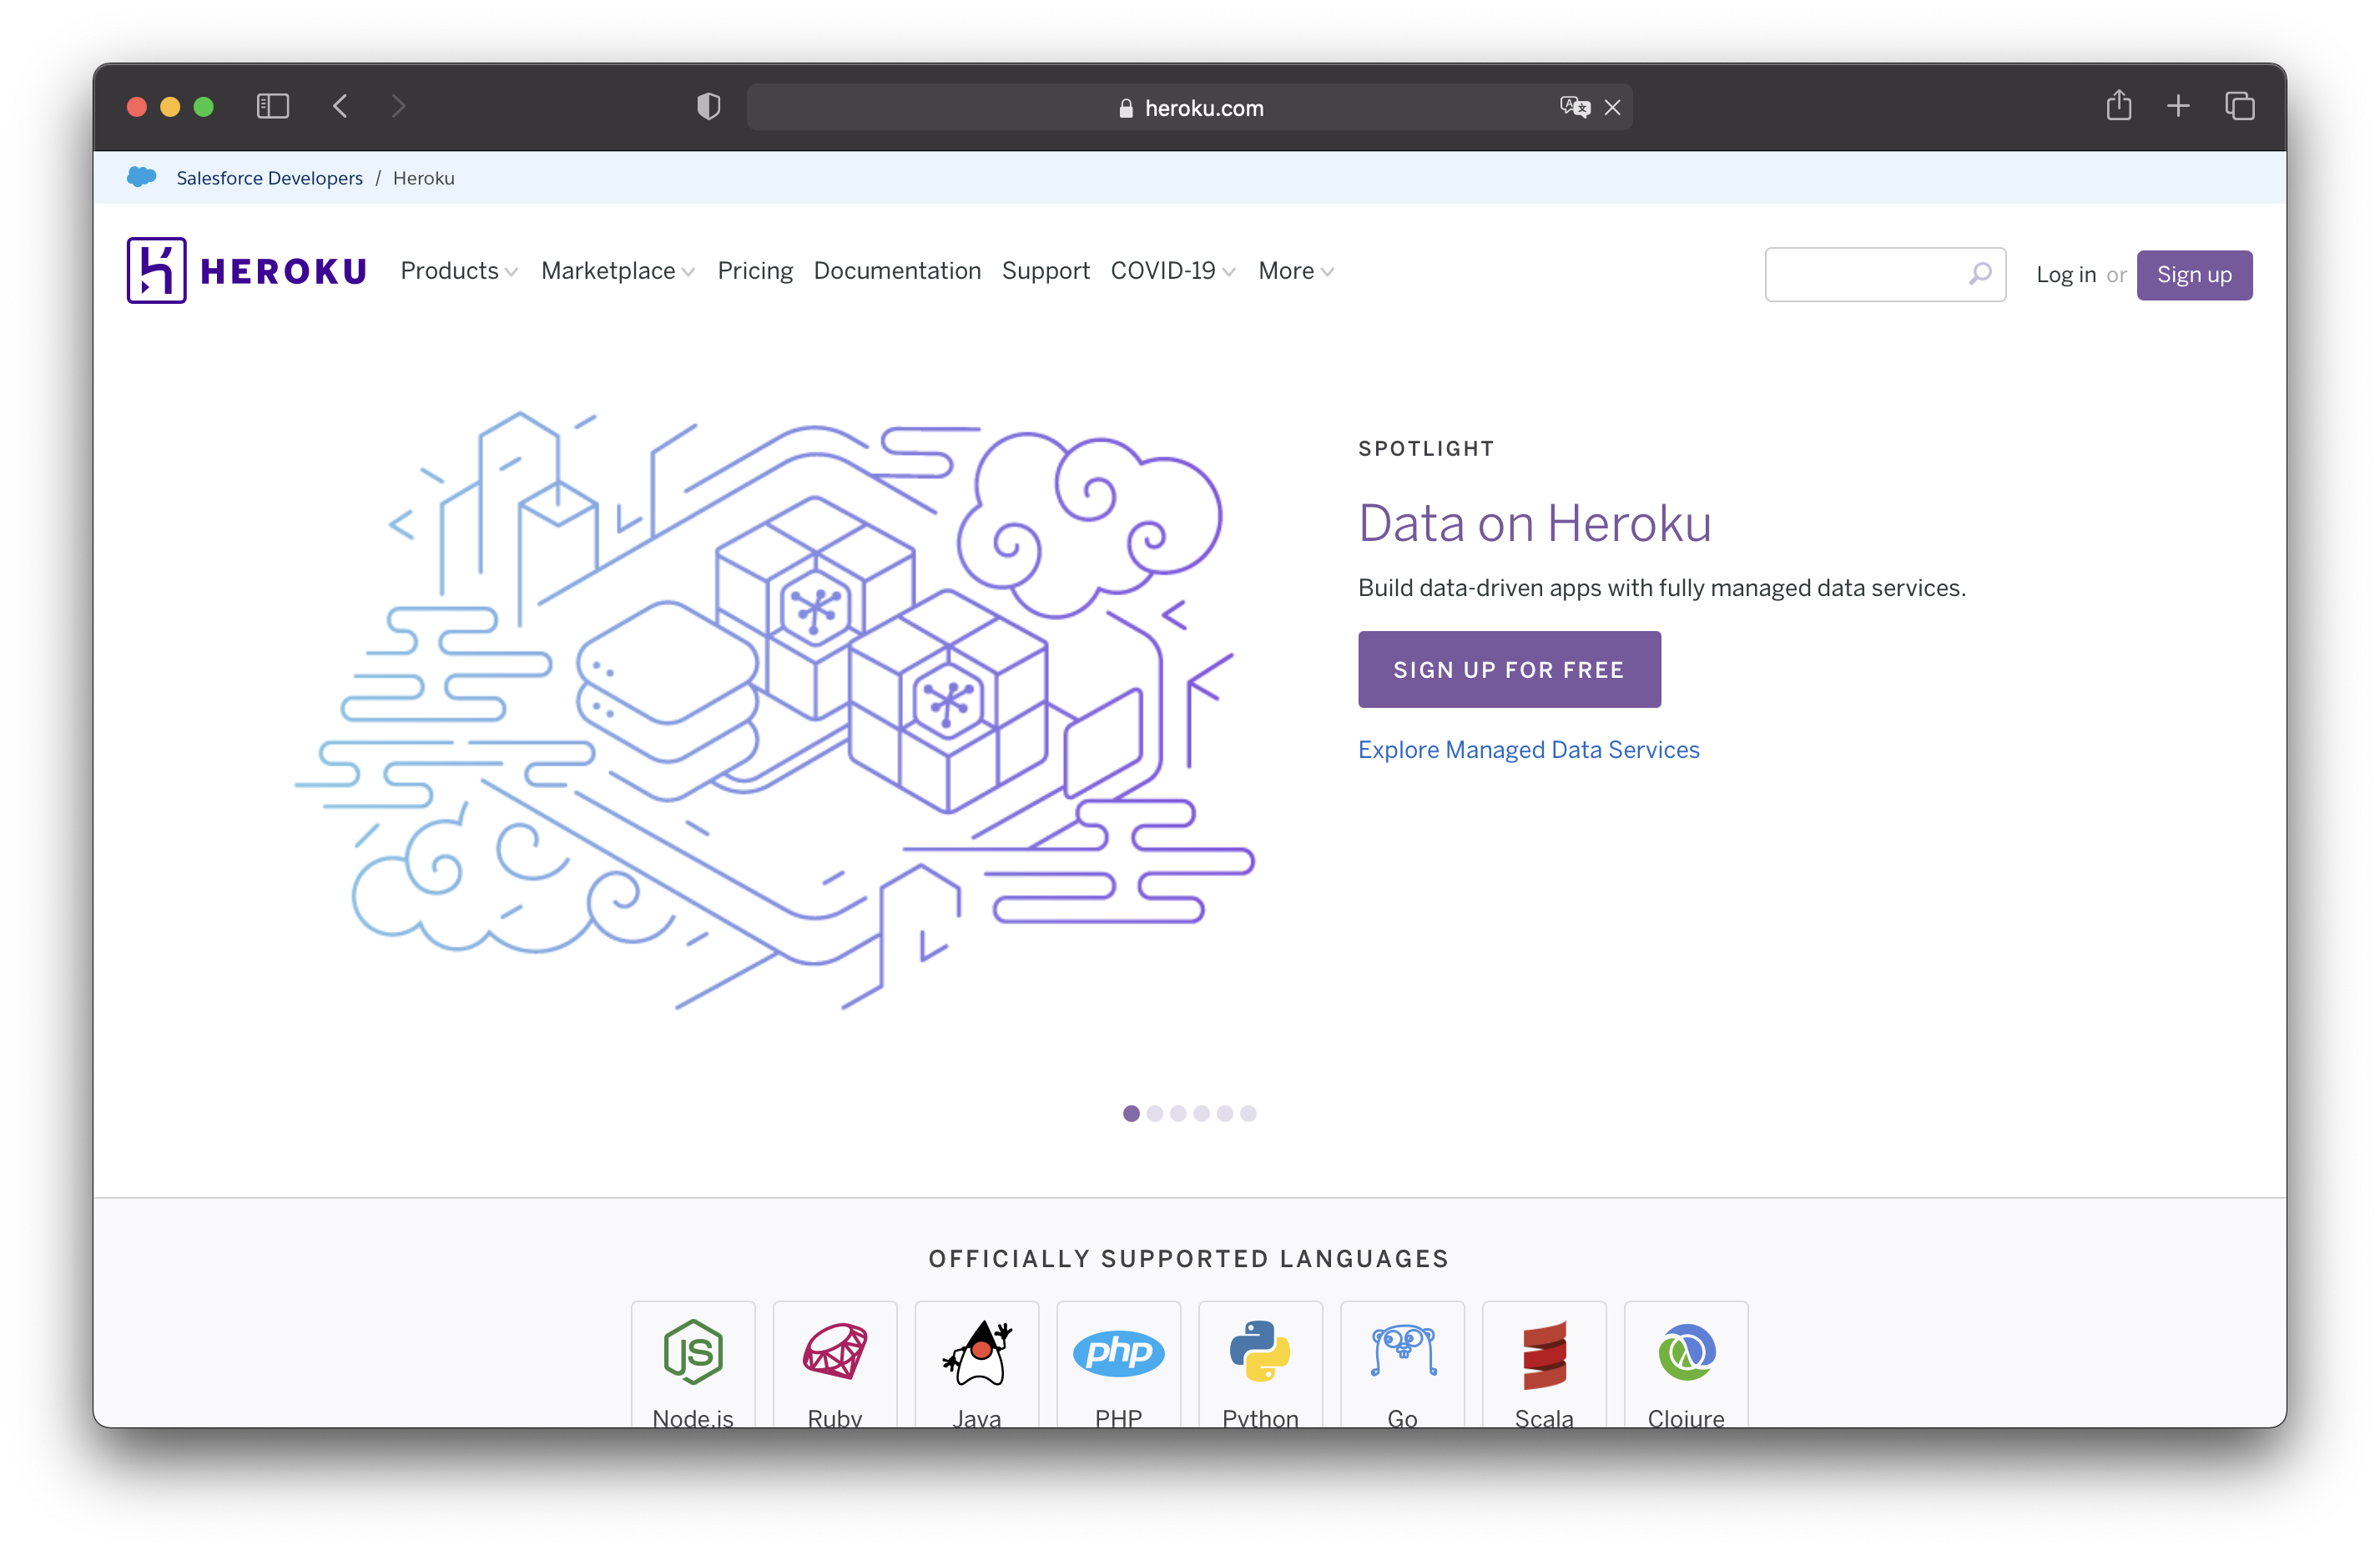 heroku.com
Salesforce Developers / Heroku
HEROKU Products Marketplace Pricing Documentation Support COVID-19 More Log in or Sign up
SPOTLIGHT
Data on Heroku
Build data-driven apps with fully managed data services.
SIGN UP FOR FREE
Explore Managed Data Services
OFFICIALLY SUPPORTED LANGUAGES
JS php
Node.js Ruby Java PHP Python Go Scala Clojure